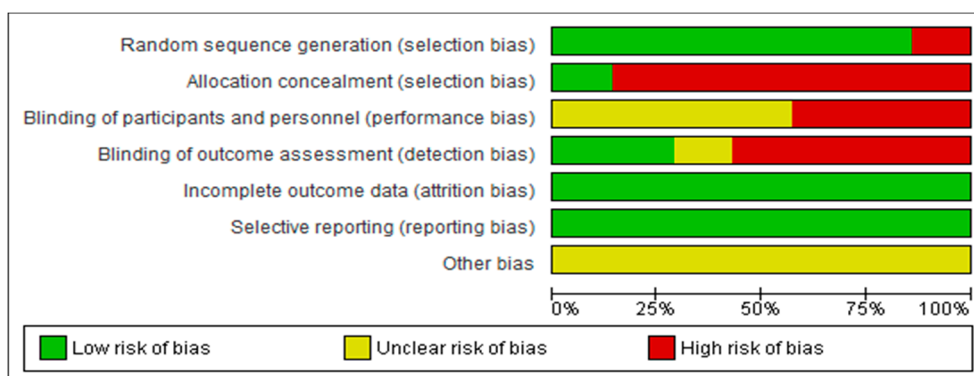 Random sequence generation (selection bias)
Allocation concealment (selection bias)
Blinding of participants and personnel (performance bias)
Blinding of outcome assessment (detection bias)
Incomplete outcome data (attrition bias)
Selective reporting (reporting bias)
Other bias
0% 25% 50% 75% 100%
Low risk of bias Unclear risk of bias High risk of bias